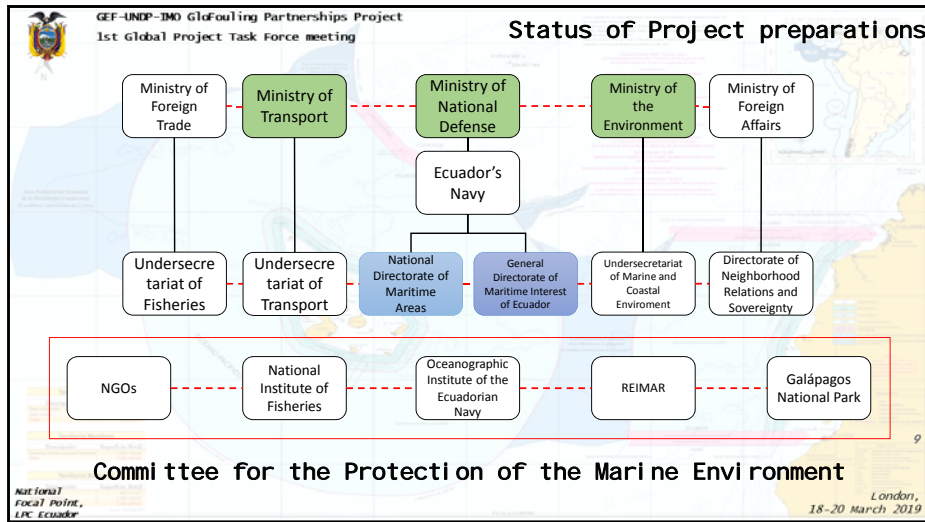 GEF-UNDP-IMO GloFouling Partnerships Project
1st Global Project Task Force meeting
Status of Project preparations
Ministry of
Foreign
Trade
Ministry of
Transport
Ministry of
National
Defense
Ministry of
the
Environment
Ministry of
Foreign
Affairs
Ecuador's
Navy
Undersecre
tariat of
Fisheries
Undersecre
tariat of
Transport
National
Directorate of
Maritime
Areas
General
Directorate of
Maritime Interest
of Ecuador
Undersecretariat
of Marine and
Coastal
Enviroment
Directorate of
Neighborhood
Relations and
Sovereignty
NGOs
National
Institute of
Fisheries
Oceanographic
Institute of the
Ecuadorian
Navy
REIMAR
Galápagos
National Park
9
Committee for the Protection of the Marine Environment
National
Focal Point,
LPC Ecuador
London,
18-20 March 2019